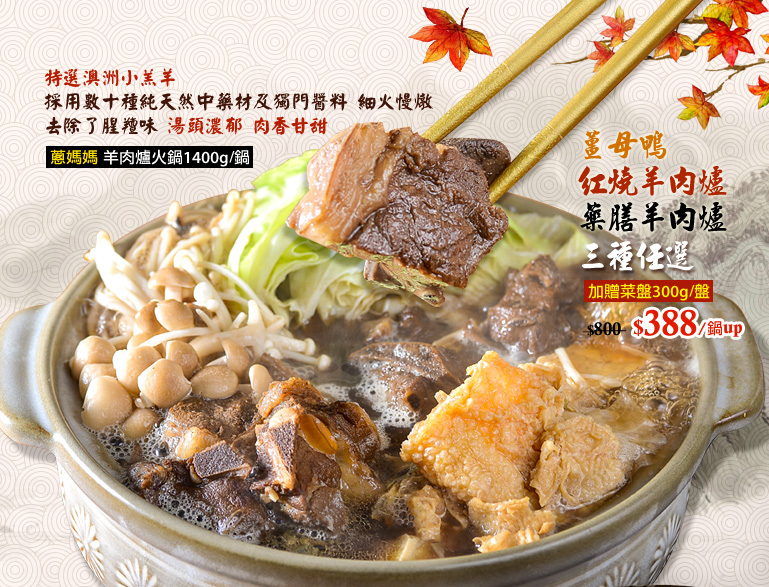 特選澳洲小羔羊
採用數十種純天然中藥材及獨門醬料 細火慢燉
去除了腥羶味 湯頭濃郁 肉香甘甜
蔥媽媽 羊肉爐火鍋1400g/鍋
薑母鴨
紅燒羊肉爐
藥膳羊肉爐
三種任選
加贈菜盤300g/盤
$800 $388/鍋up